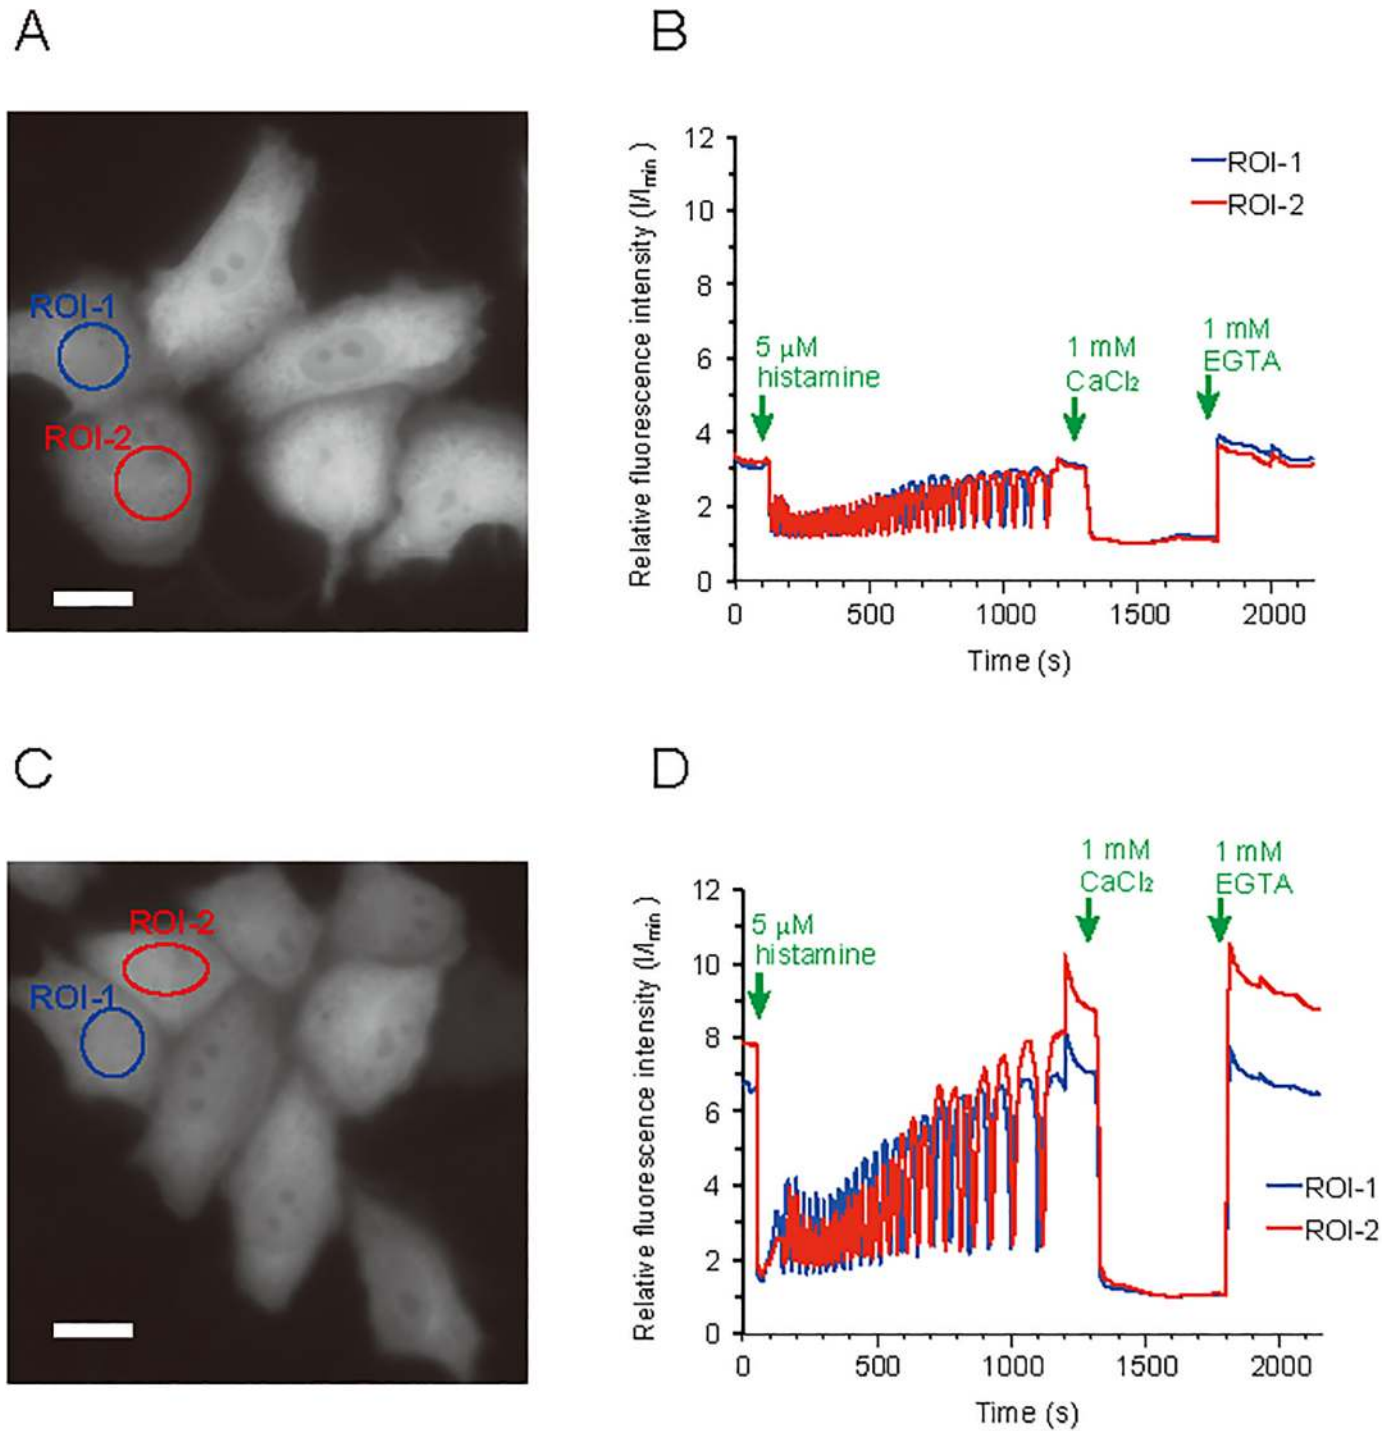 A
B
ROI-1
ROI-2
Relative fluorescence intensity (I/Imin)
12
10
8
6
4
2
0
ROI-1
ROI-2
5 µM
histamine
1 mM
CaCl2
1 mM
EGTA
0
500
1000
1500
2000
Time (s)
C
D
ROI-2
ROI-1
Relative fluorescence intensity (I/Imin)
12
10
8
6
4
2
0
5 µM
histamine
1 mM
CaCl2
1 mM
EGTA
ROI-1
ROI-2
0
500
1000
1500
2000
Time (s)